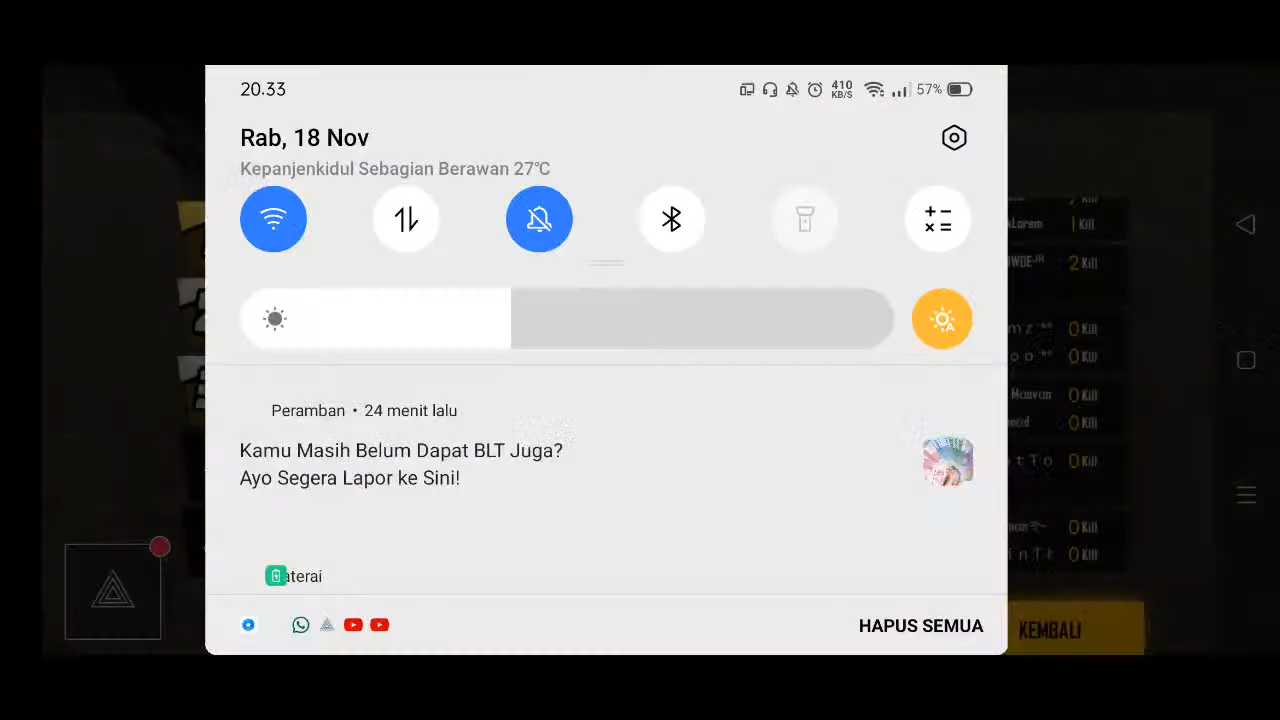 20.33
410
KB/S
57%
Rab, 18 Nov
Kepanjenkidul Sebagian Berawan 27°C
Peramban • 24 menit lalu
Kamu Masih Belum Dapat BLT Juga?
Ayo Segera Lapor ke Sini!
aterai
HAPUS SEMUA
Kill
1 Kill
2 Kill
0 Kill
0 Kill
0 Kill
0 Kill
0 Kill
0 Kill
0 Kill
KEMBALI